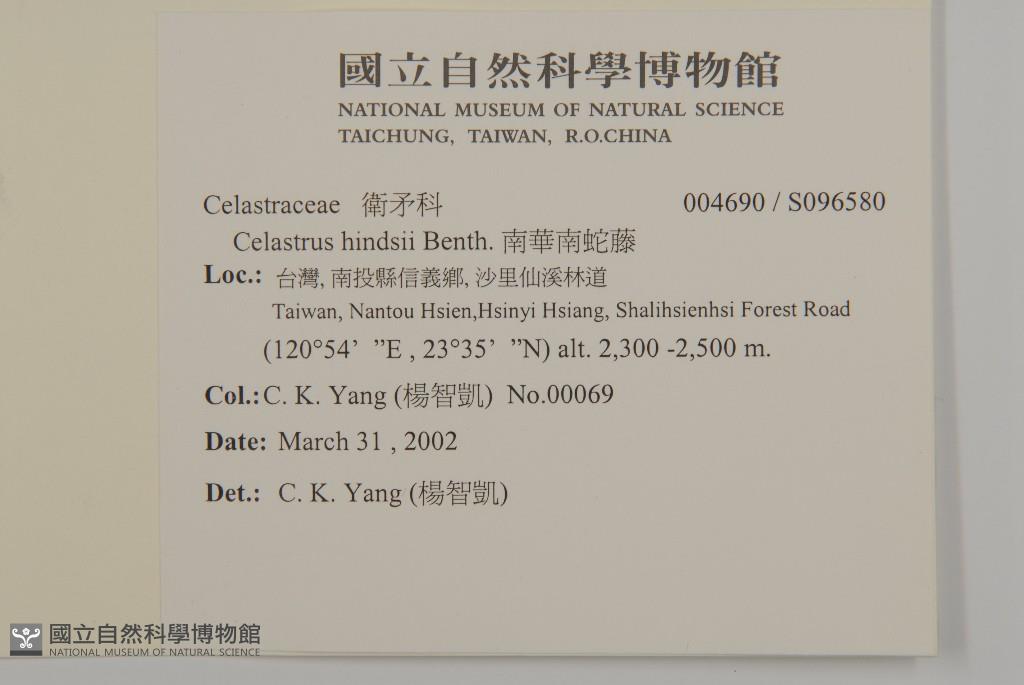 國立自然科學博物館
NATIONAL MUSEUM OF NATURAL SCIENCE
TAICHUNG, TAIWAN, R.O.CHINA
Celastraceae 衛矛科 004690 / S096580
Celastrus hindsii Benth. 南華南蛇藤
Loc.: 台灣, 南投縣信義鄉, 沙里仙溪林道
Taiwan, Nantou Hsien,Hsinyi Hsiang, Shalihsienhsi Forest Road
(120°54’ ”E , 23°35’ ”N) alt. 2,300 -2,500 m.
Col.: C. K. Yang (楊智凱) No.00069
Date: March 31 , 2002
Det.: C. K. Yang (楊智凱)
國立自然科學博物館
NATIONAL MUSEUM OF NATURAL SCIENCE